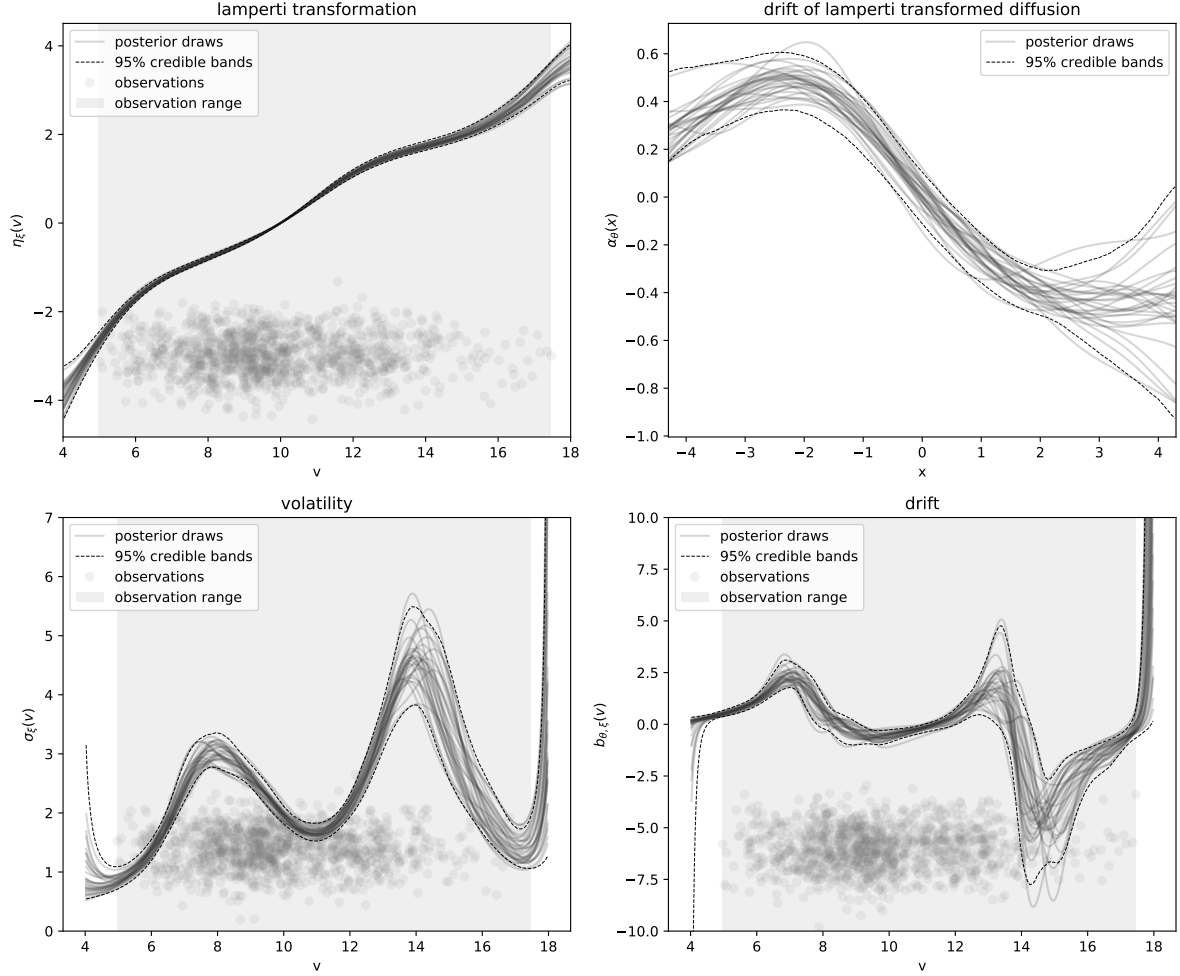 lamperti transformation
posterior draws
95% credible bands
observations
observation range
η_ξ(v)
4
2
0
−2
−4
4 6 8 10 12 14 16 18
v
drift of lamperti transformed diffusion
posterior draws
95% credible bands
α_θ(x)
0.6
0.4
0.2
0.0
−0.2
−0.4
−0.6
−0.8
−1.0
−4 −3 −2 −1 0 1 2 3 4
x
volatility
posterior draws
95% credible bands
observations
observation range
σ_ξ(v)
7
6
5
4
3
2
1
0
4 6 8 10 12 14 16 18
v
drift
posterior draws
95% credible bands
observations
observation range
b_θ,ξ(v)
10.0
7.5
5.0
2.5
0.0
−2.5
−5.0
−7.5
−10.0
4 6 8 10 12 14 16 18
v